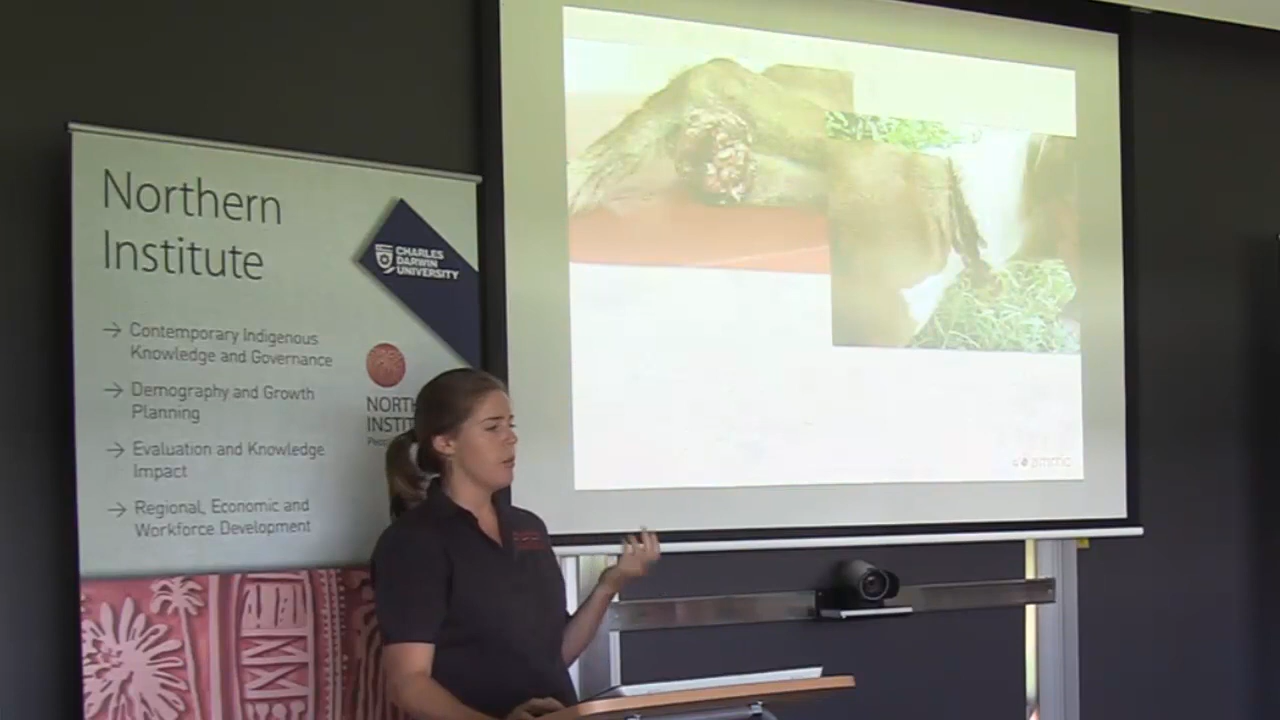 Northern
Institute
CHARLES
DARWIN
UNIVERSITY
→ Contemporary Indigenous
Knowledge and Governance
→ Demography and Growth
Planning
→ Evaluation and Knowledge
Impact
→ Regional, Economic and
Workforce Development
NORTH
INSTIT
amrric